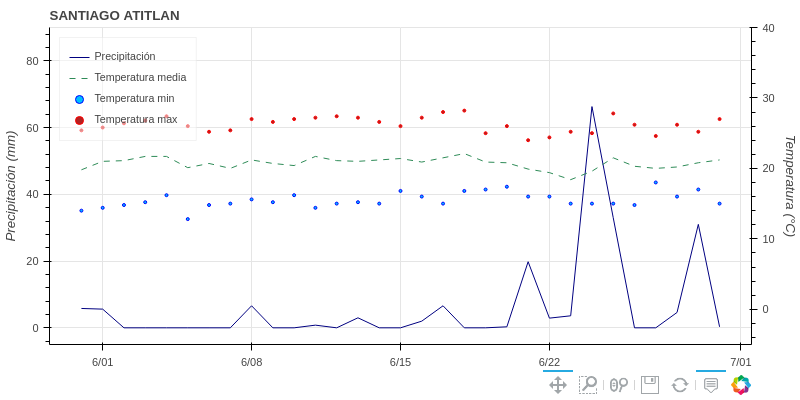 SANTIAGO ATITLAN
Precipitación
Temperatura media
Temperatura min
Temperatura max
Precipitación (mm)
80
60
40
20
0
Temperatura (°C)
40
30
20
10
0
6/01
6/08
6/15
6/22
7/01